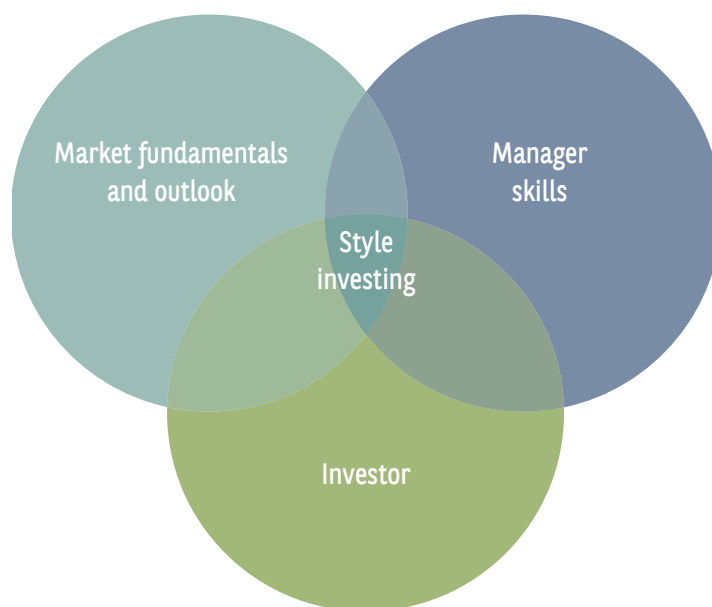 Market fundamentals
and outlook
Manager
skills
Style
investing
Investor